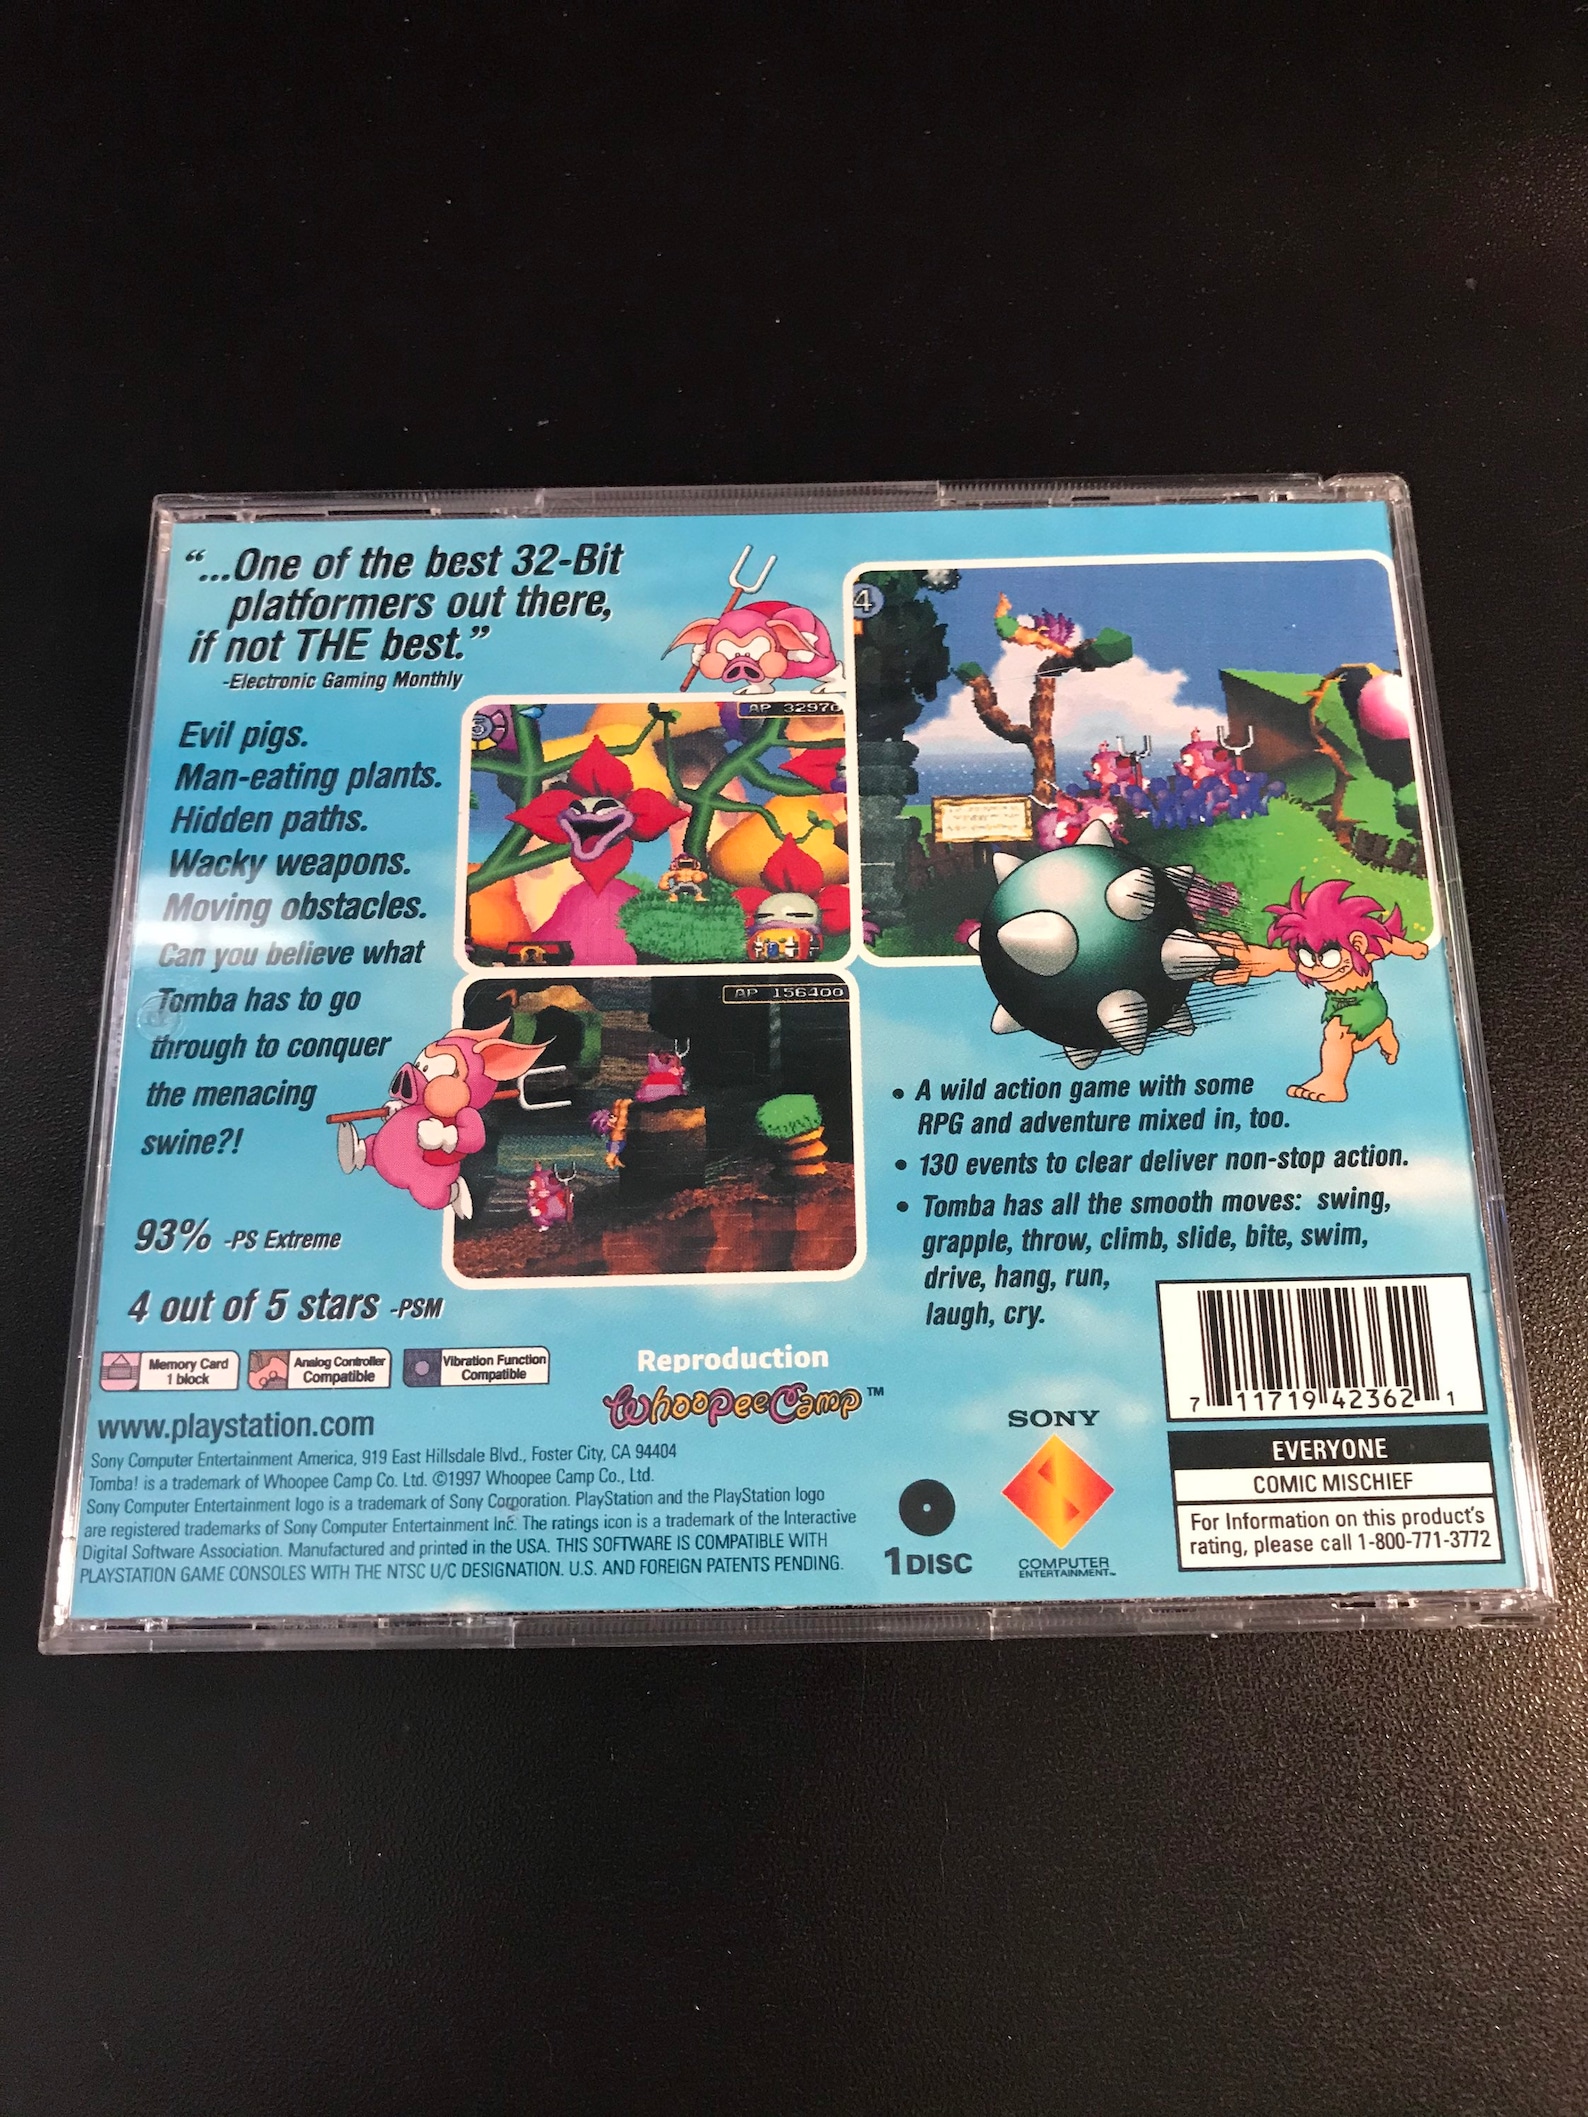 “...One of the best 32-Bit
platformers out there,
if not THE best.”
-Electronic Gaming Monthly
Evil pigs.
Man-eating plants.
Hidden paths.
Wacky weapons.
Moving obstacles.
Can you believe what
Tomba has to go
through to conquer
the menacing
swine?!
93% -PS Extreme
4 out of 5 stars -PSM
4
5
AP 32970
AP 156400
• A wild action game with some
RPG and adventure mixed in, too.
• 130 events to clear deliver non-stop action.
• Tomba has all the smooth moves: swing,
grapple, throw, climb, slide, bite, swim,
drive, hang, run,
laugh, cry.
Memory Card
1 block
Analog Controller
Compatible
Vibration Function
Compatible
Reproduction
Whoopee Camp™
www.playstation.com
Sony Computer Entertainment America, 919 East Hillsdale Blvd., Foster City, CA 94404
Tomba! is a trademark of Whoopee Camp Co. Ltd. ©1997 Whoopee Camp Co., Ltd.
Sony Computer Entertainment logo is a trademark of Sony Corporation. PlayStation and the PlayStation logo
are registered trademarks of Sony Computer Entertainment Inc. The ratings icon is a trademark of the Interactive
Digital Software Association. Manufactured and printed in the USA. THIS SOFTWARE IS COMPATIBLE WITH
PLAYSTATION GAME CONSOLES WITH THE NTSC U/C DESIGNATION. U.S. AND FOREIGN PATENTS PENDING.
1 DISC
SONY
COMPUTER
ENTERTAINMENT™
7 11719 42362 1
EVERYONE
COMIC MISCHIEF
For Information on this product's
rating, please call 1-800-771-3772